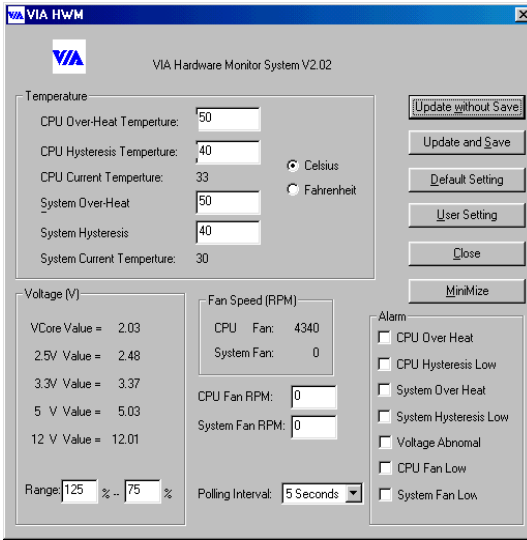 VIA VIA HWM
VIA
VIA Hardware Monitor System V2.02
Temperature
CPU Over-Heat Temperture: 50
CPU Hysteresis Temperture: 40
CPU Current Temperture: 33
System Over-Heat 50
System Hysteresis 40
System Current Temperture: 30
Celsius
Fahrenheit
Update without Save
Update and Save
Default Setting
User Setting
Close
MiniMize
Voltage (V)
VCore Value = 2.03
2.5V Value = 2.48
3.3V Value = 3.37
5 V Value = 5.03
12 V Value = 12.01
Range: 125 % -- 75 %
Fan Speed (RPM)
CPU Fan: 4340
System Fan: 0
CPU Fan RPM: 0
System Fan RPM: 0
Polling Interval: 5 Seconds
Alarm
CPU Over Heat
CPU Hysteresis Low
System Over Heat
System Hysteresis Low
Voltage Abnomal
CPU Fan Low
System Fan Low